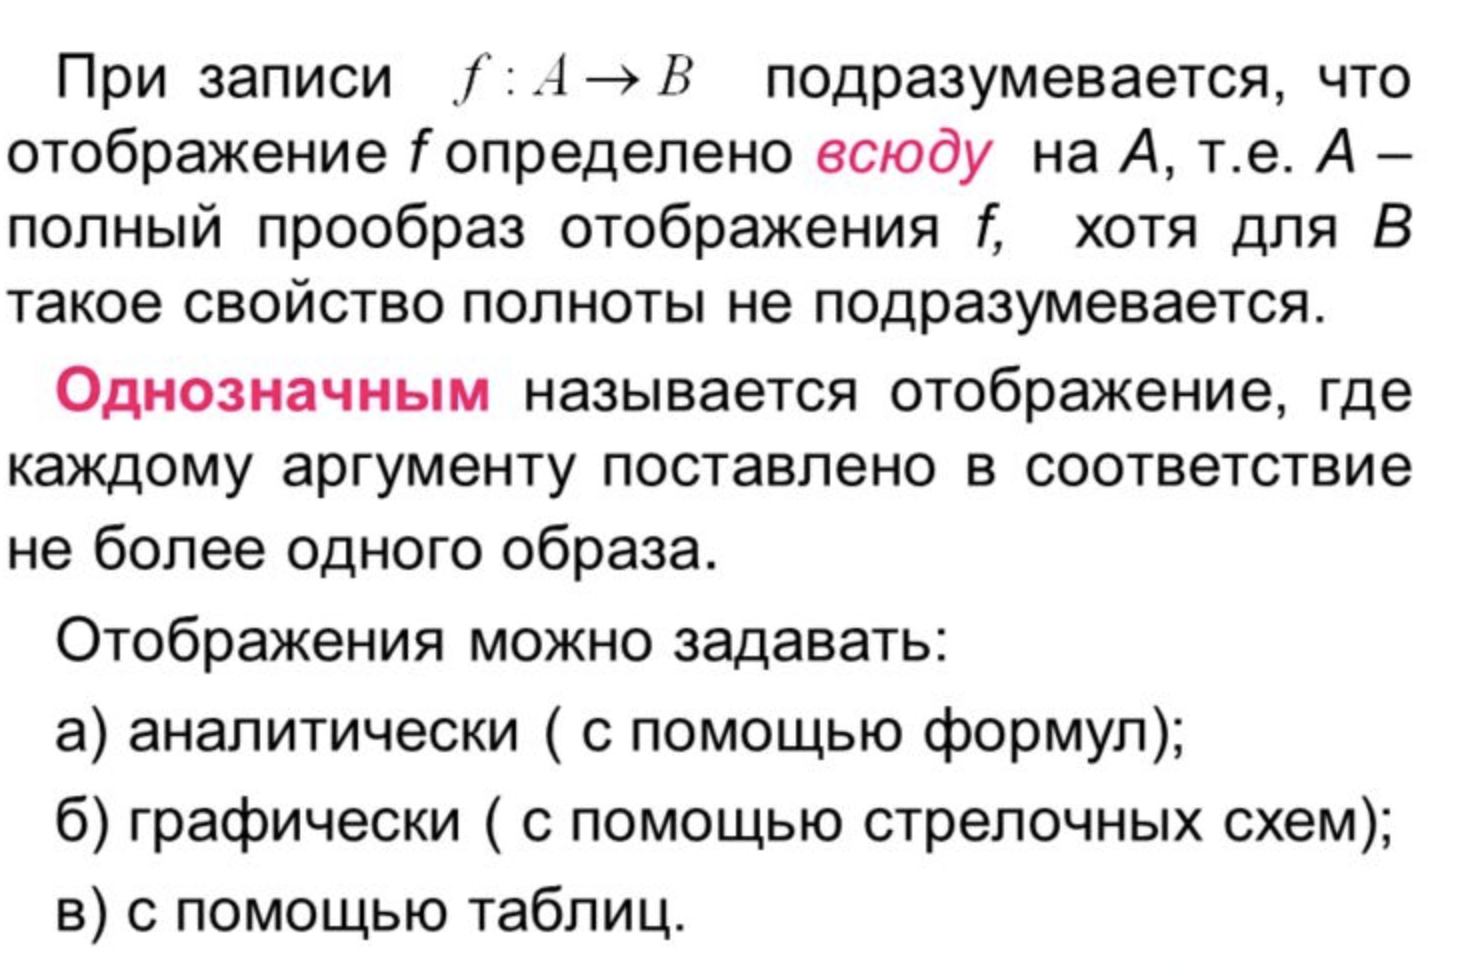 При записи f : A → B подразумевается, что
отображение f определено всюду на A, т.е. A –
полный прообраз отображения f, хотя для B
такое свойство полноты не подразумевается.
Однозначным называется отображение, где
каждому аргументу поставлено в соответствие
не более одного образа.
Отображения можно задавать:
а) аналитически ( с помощью формул);
б) графически ( с помощью стрелочных схем);
в) с помощью таблиц.